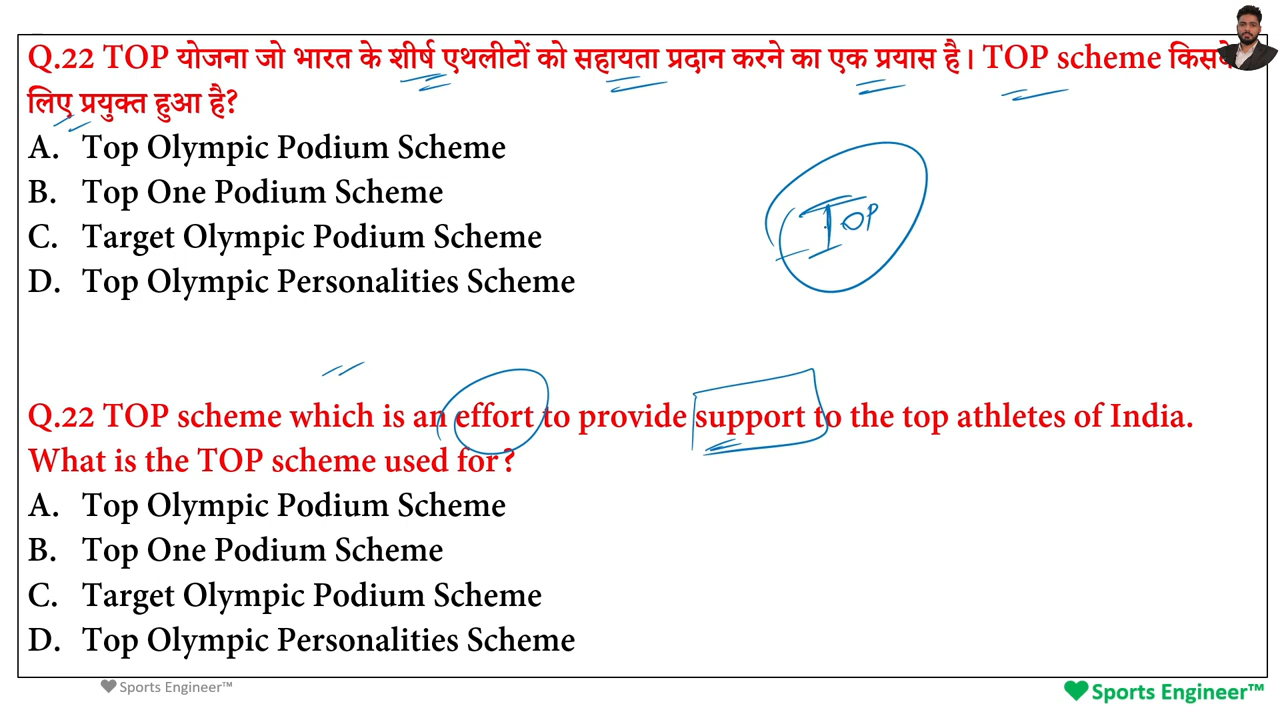 Q.22 TOP योजना जो भारत के शीर्ष एथलीटों को सहायता प्रदान करने का एक प्रयास है। TOP scheme
लिए प्रयुक्त हुआ है?
A. Top Olympic Podium Scheme
B. Top One Podium Scheme
C. Target Olympic Podium Scheme
D. Top Olympic Personalities Scheme
TOP
Q.22 TOP scheme which is an effort to provide support to the top athletes of India.
What is the TOP scheme used for?
A. Top Olympic Podium Scheme
B. Top One Podium Scheme
C. Target Olympic Podium Scheme
D. Top Olympic Personalities Scheme
Sports Engineer™
Sports Engineer™